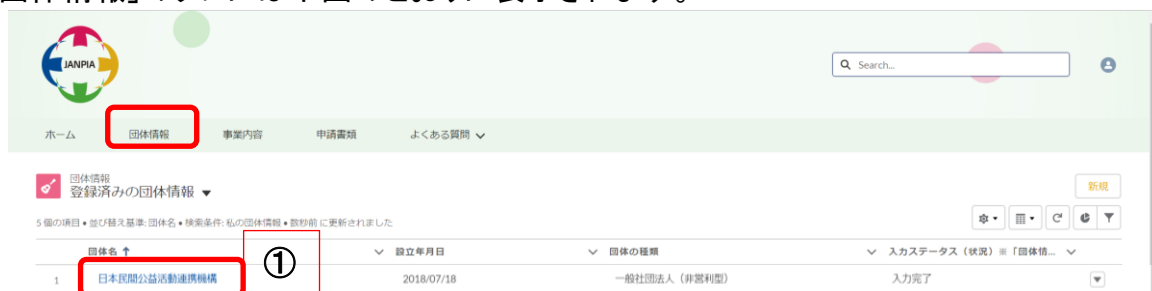 団体情報」のタブには下図のとおりに表示されます。
JANPIA
Search...
ホーム 団体情報 事業内容 申請書類 よくある質問
団体情報
登録済みの団体情報
新規
5 個の項目 • 並び替え基準: 団体名 • 検索条件: 私の団体情報 • 数秒前 に更新されました
団体名 ↑ 設立年月日 団体の種類 入力ステータス（状況）※「団体情...
①
1 日本民間公益活動連携機構 2018/07/18 一般社団法人（非営利型） 入力完了